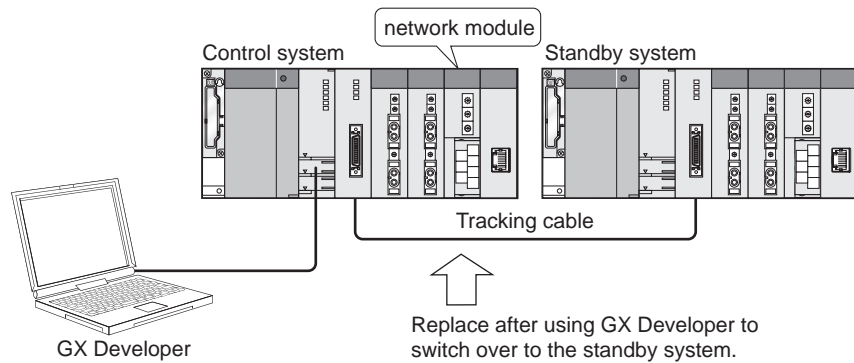 network module
Control system
Standby system
Tracking cable
GX Developer
Replace after using GX Developer to
switch over to the standby system.